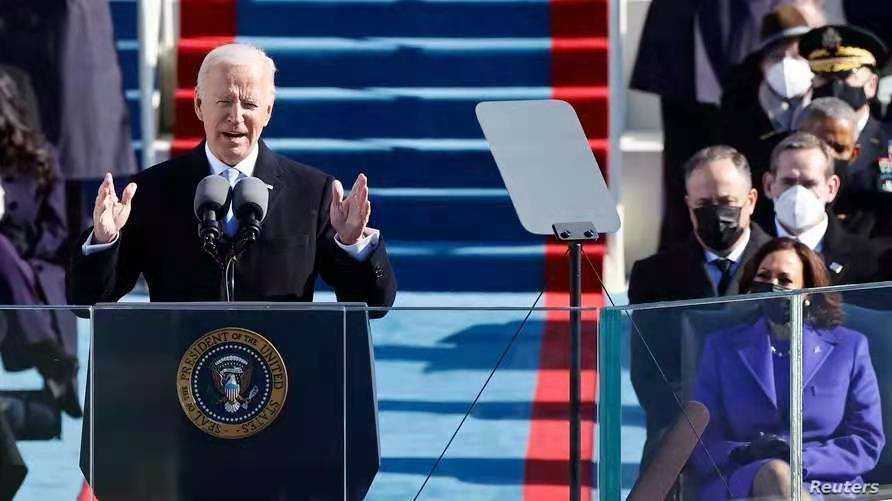 SEAL OF THE PRESIDENT OF THE UNITED STATES
Reuters